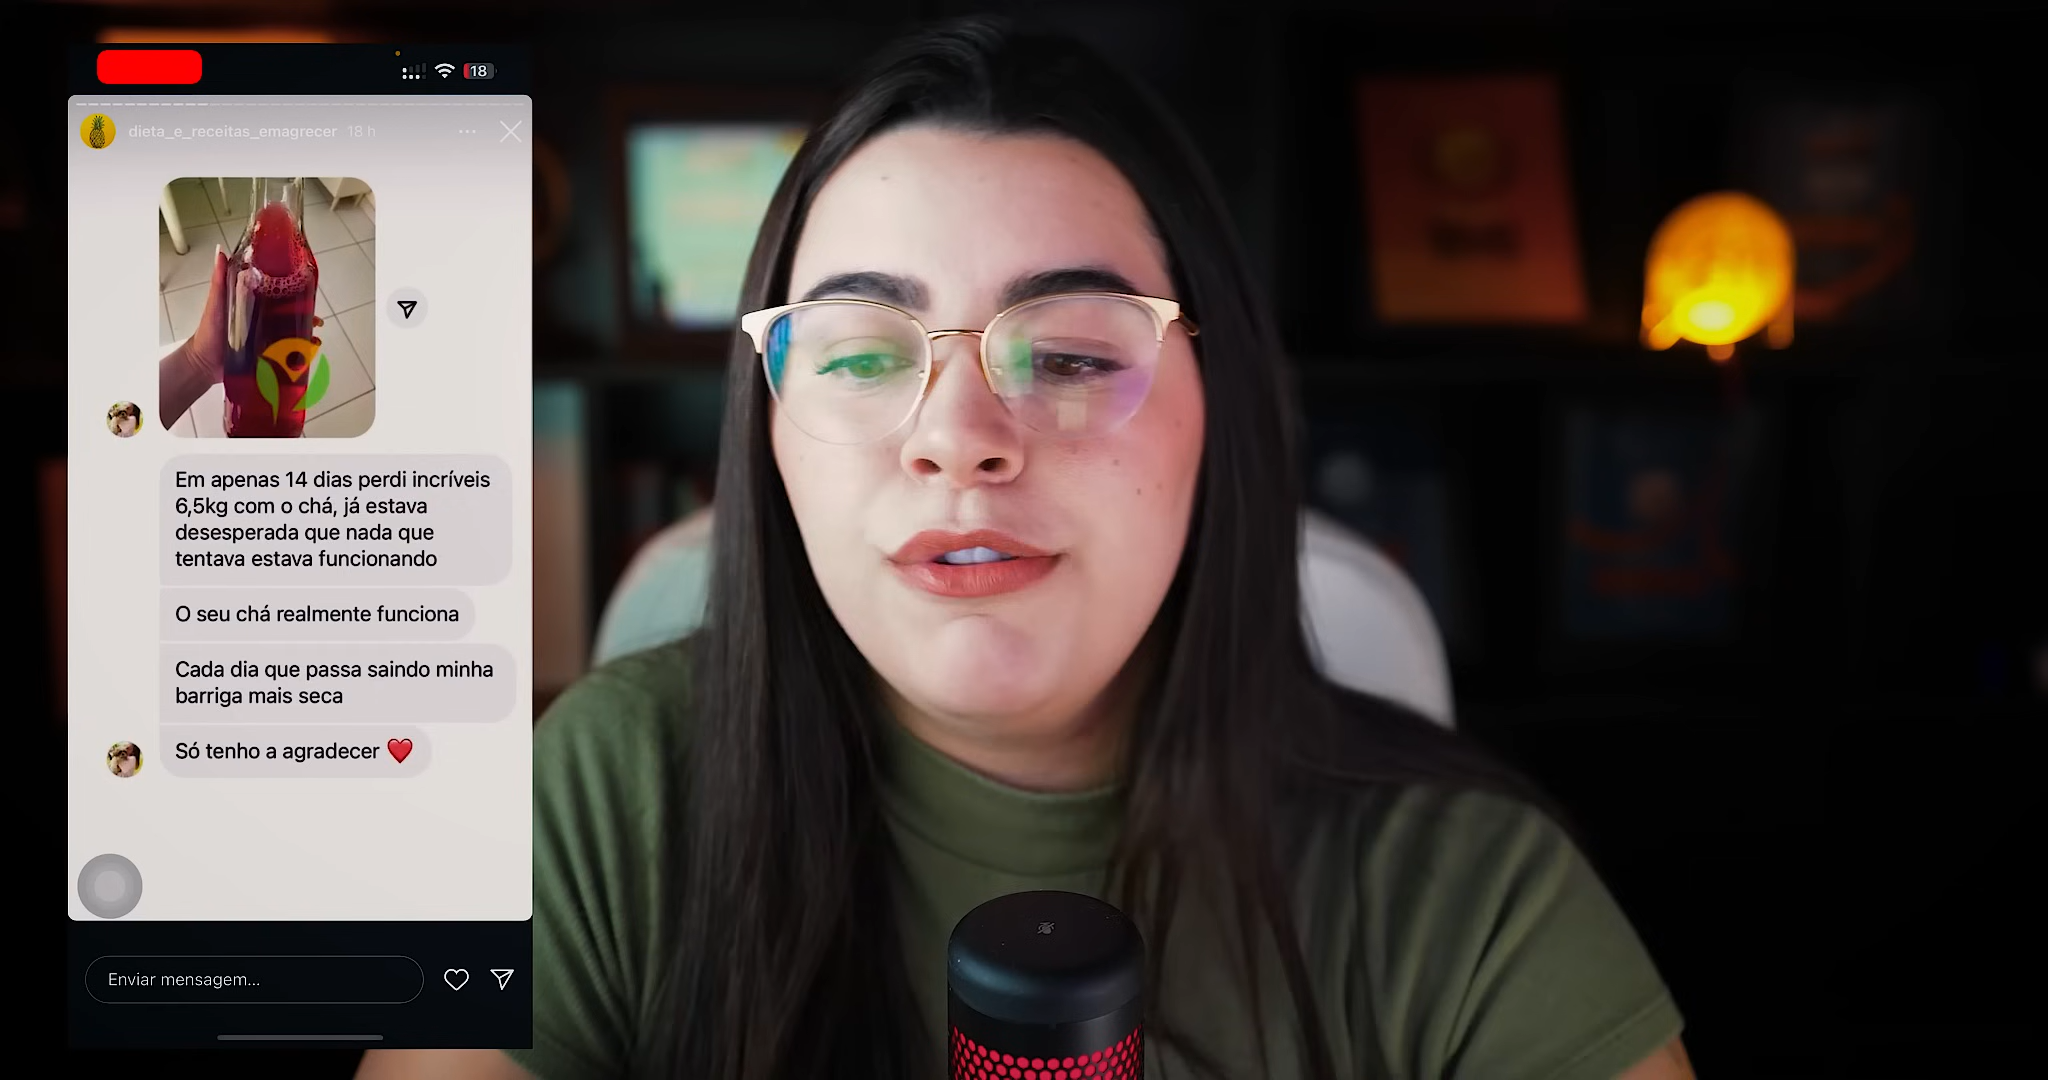 18
dieta_e_receitas_emagrecer 18 h
Em apenas 14 dias perdi incríveis
6,5kg com o chá, já estava
desesperada que nada que
tentava estava funcionando
O seu chá realmente funciona
Cada dia que passa saindo minha
barriga mais seca
Só tenho a agradecer
Enviar mensagem...